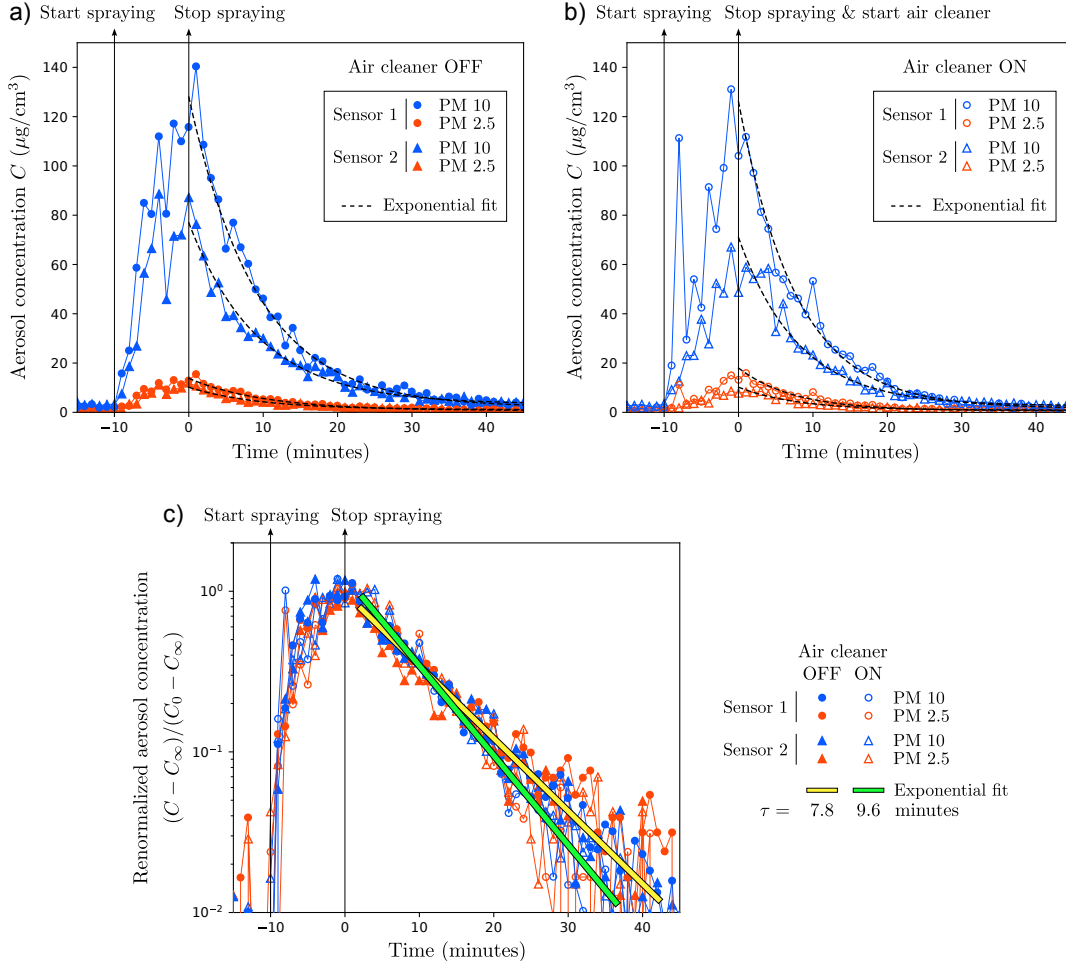 a)
Start spraying
Stop spraying
Air cleaner OFF
Sensor 1
PM 10
PM 2.5
Sensor 2
PM 10
PM 2.5
Exponential fit
Aerosol concentration C (μg/cm³)
0
20
40
60
80
100
120
140
−10
0
10
20
30
40
Time (minutes)
b)
Start spraying
Stop spraying & start air cleaner
Air cleaner ON
Sensor 1
PM 10
PM 2.5
Sensor 2
PM 10
PM 2.5
Exponential fit
Aerosol concentration C (μg/cm³)
0
20
40
60
80
100
120
140
−10
0
10
20
30
40
Time (minutes)
c)
Start spraying
Stop spraying
Renormalized aerosol concentration
(C − C∞)/(C₀ − C∞)
10⁰
10⁻¹
10⁻²
−10
0
10
20
30
40
Time (minutes)
Air cleaner
OFF ON
Sensor 1
PM 10
PM 2.5
Sensor 2
PM 10
PM 2.5
Exponential fit
τ = 7.8 9.6 minutes